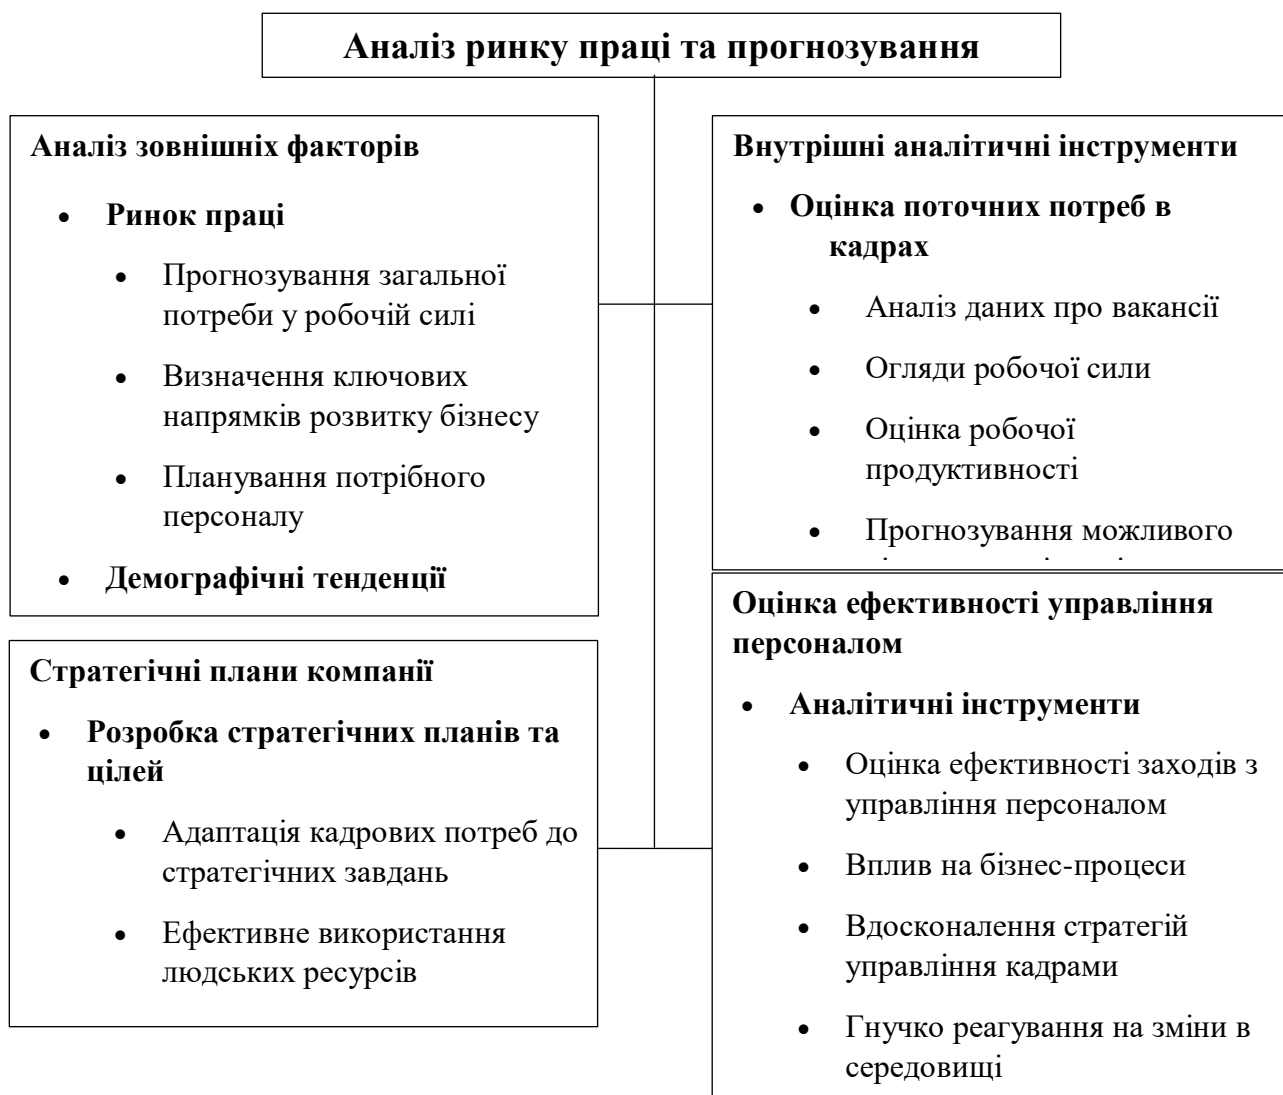 Аналіз ринку праці та прогнозування
Аналіз зовнішніх факторів
• Ринок праці
• Прогнозування загальної
потреби у робочій силі
• Визначення ключових
напрямків розвитку бізнесу
• Планування потрібного
персоналу
• Демографічні тенденції
Внутрішні аналітичні інструменти
• Оцінка поточних потреб в
кадрах
• Аналіз даних про вакансії
• Огляди робочої сили
• Оцінка робочої
продуктивності
• Прогнозування можливого
Стратегічні плани компанії
• Розробка стратегічних планів та
цілей
• Адаптація кадрових потреб до
стратегічних завдань
• Ефективне використання
людських ресурсів
Оцінка ефективності управління
персоналом
• Аналітичні інструменти
• Оцінка ефективності заходів з
управління персоналом
• Вплив на бізнес-процеси
• Вдосконалення стратегій
управління кадрами
• Гнучко реагування на зміни в
середовищі